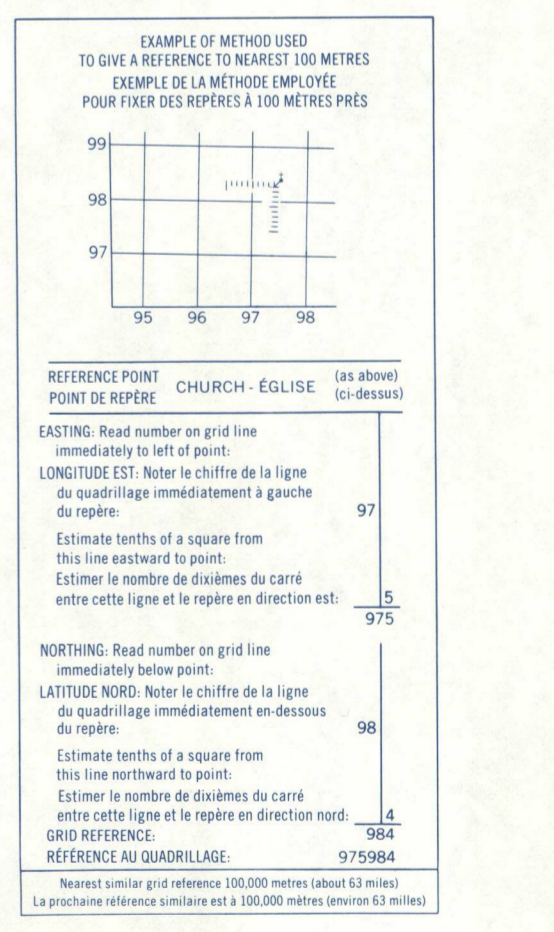 EXAMPLE OF METHOD USED
TO GIVE A REFERENCE TO NEAREST 100 METRES
EXEMPLE DE LA MÉTHODE EMPLOYÉE
POUR FIXER DES REPÈRES À 100 MÈTRES PRÈS
99
98
97
95 96 97 98
REFERENCE POINT
POINT DE REPÈRE
CHURCH - ÉGLISE
(as above)
(ci-dessus)
EASTING: Read number on grid line
immediately to left of point:
LONGITUDE EST: Noter le chiffre de la ligne
du quadrillage immédiatement à gauche
du repère: 97
Estimate tenths of a square from
this line eastward to point:
Estimer le nombre de dixièmes du carré
entre cette ligne et le repère en direction est: 5
975
NORTHING: Read number on grid line
immediately below point:
LATITUDE NORD: Noter le chiffre de la ligne
du quadrillage immédiatement en-dessous
du repère: 98
Estimate tenths of a square from
this line northward to point:
Estimer le nombre de dixièmes du carré
entre cette ligne et le repère en direction nord: 4
GRID REFERENCE: 984
RÉFÉRENCE AU QUADRILLAGE: 975984
Nearest similar grid reference 100,000 metres (about 63 miles)
La prochaine référence similaire est à 100,000 mètres (environ 63 milles)